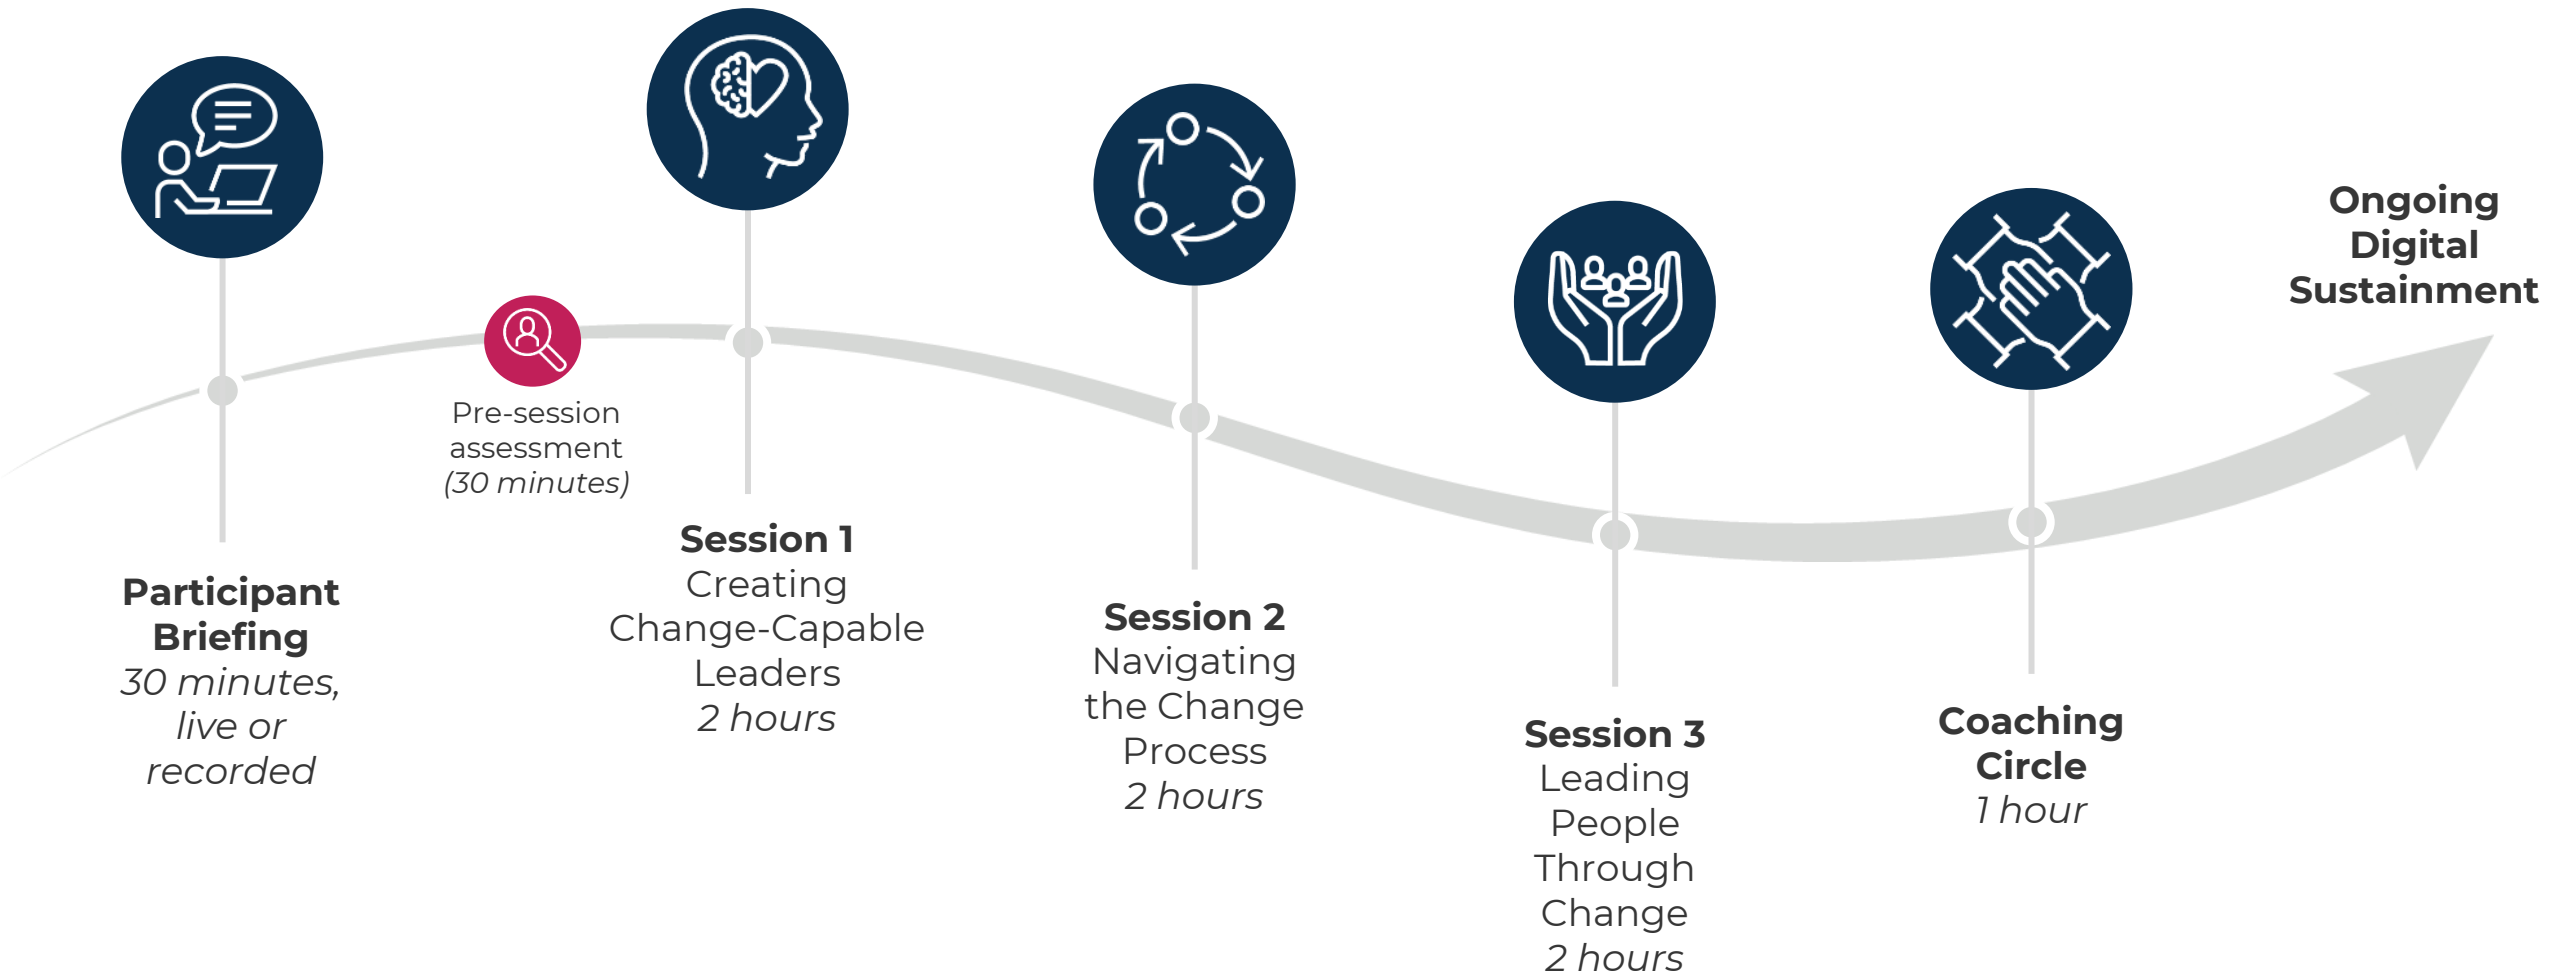 Participant
Briefing
30 minutes,
live or
recorded
Pre-session
assessment
(30 minutes)
Session 1
Creating
Change-Capable
Leaders
2 hours
Session 2
Navigating
the Change
Process
2 hours
Session 3
Leading
People
Through
Change
2 hours
Coaching
Circle
1 hour
Ongoing
Digital
Sustainment